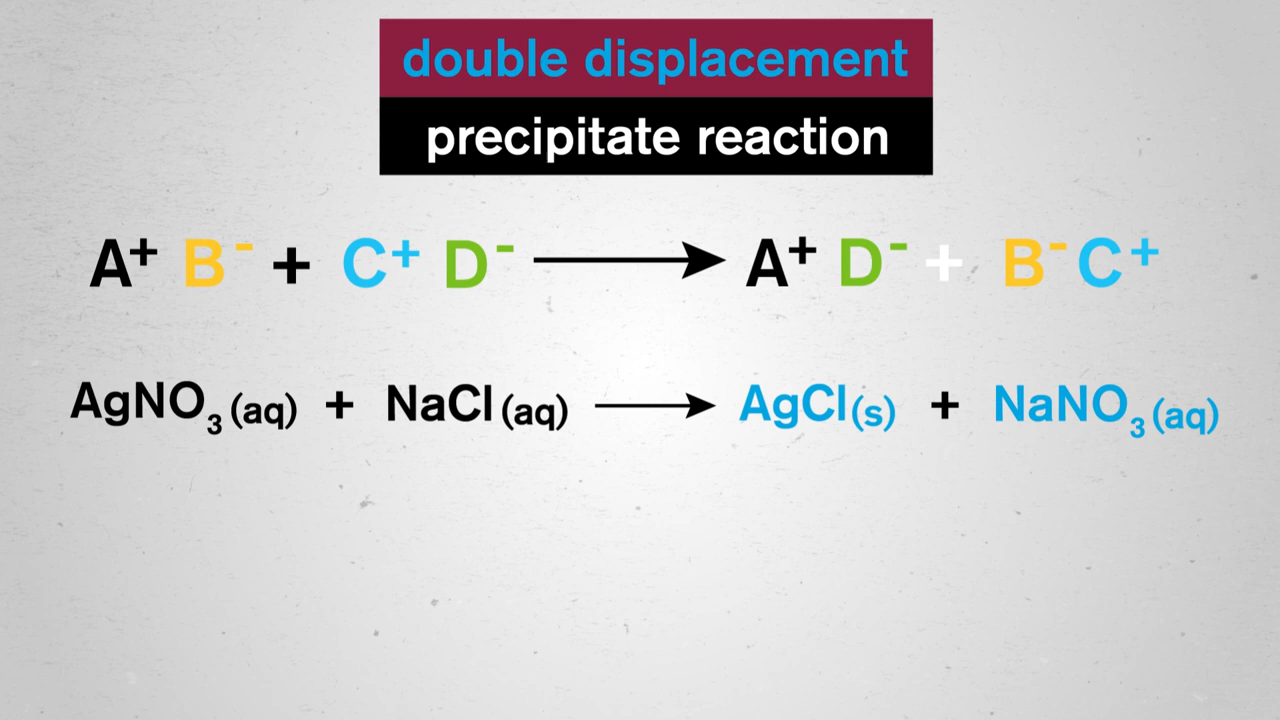 double displacement
precipitate reaction
A⁺ B⁻ + C⁺ D⁻ ⟶ A⁺ D⁻ + B⁻ C⁺
AgNO₃ (aq) + NaCl (aq) ⟶ AgCl (s) + NaNO₃ (aq)